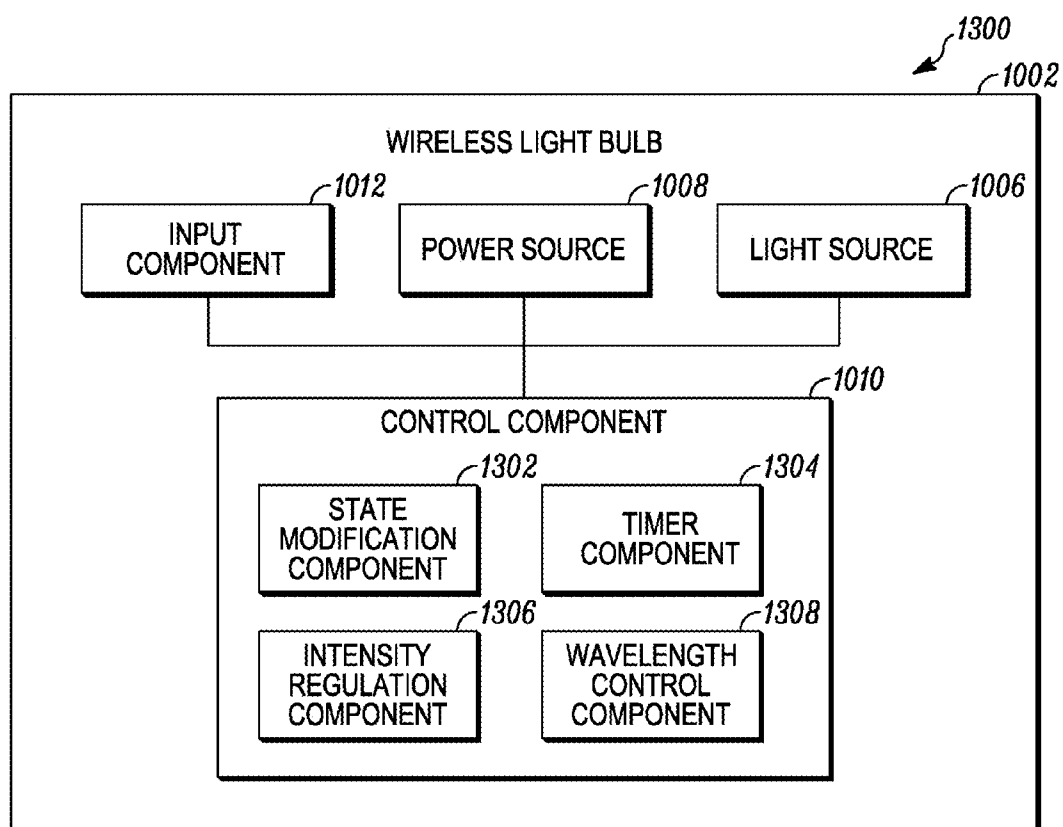 1300
1002
WIRELESS LIGHT BULB
1012
1008
1006
INPUT
COMPONENT
POWER SOURCE
LIGHT SOURCE
1010
CONTROL COMPONENT
1302
1304
STATE
MODIFICATION
COMPONENT
TIMER
COMPONENT
1306
1308
INTENSITY
REGULATION
COMPONENT
WAVELENGTH
CONTROL
COMPONENT